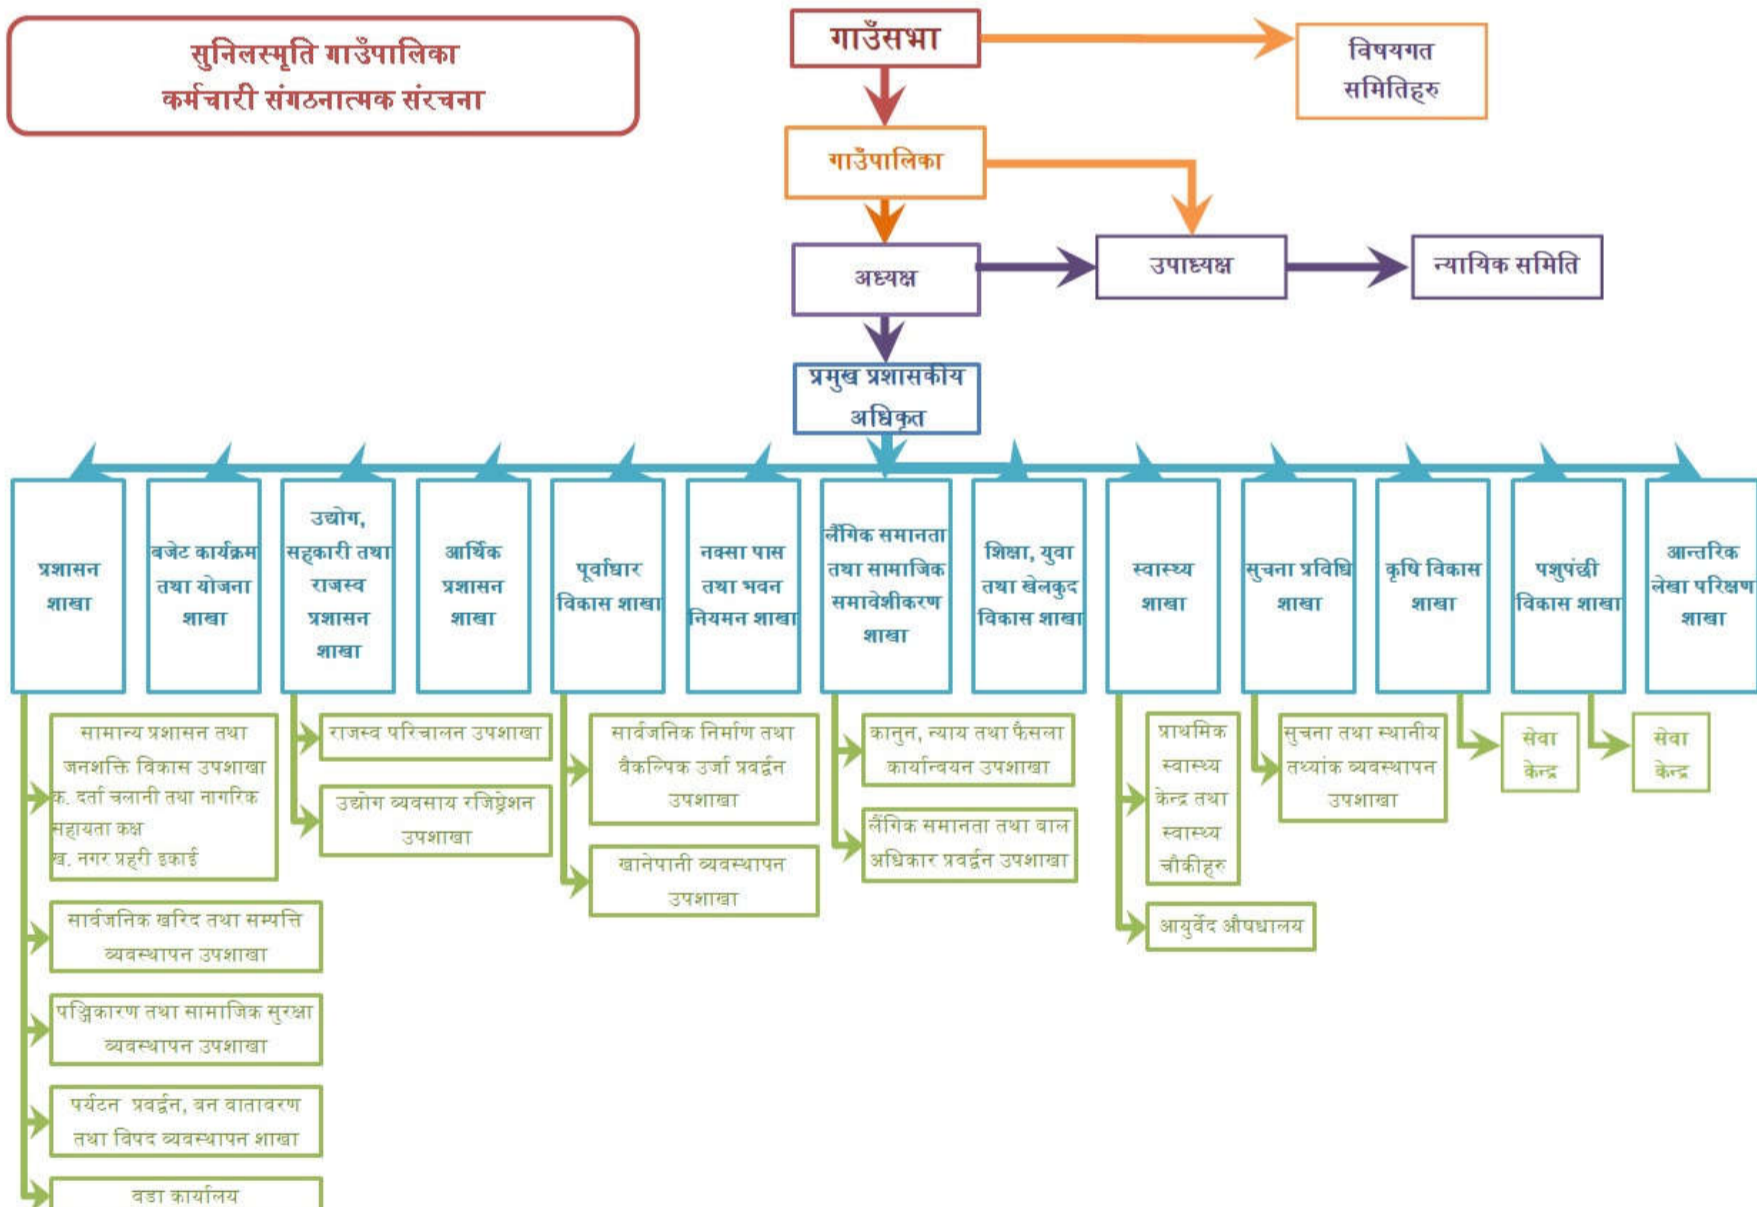 सुनिलस्मृति गाउँपालिका
कर्मचारी संगठनात्मक संरचना
गाउँसभा
विषयगत
समितिहरु
गाउँपालिका
अध्यक्ष
उपाध्यक्ष
न्यायिक समिति
प्रमुख प्रशासकीय
अधिकृत
प्रशासन
शाखा
बजेट कार्यक्रम
तथा योजना
शाखा
उद्योग,
सहकारी तथा
राजस्व
प्रशासन
शाखा
आर्थिक
प्रशासन
शाखा
पूर्वाधार
विकास शाखा
नक्सा पास
तथा भवन
नियमन शाखा
लैंगिक समानता
तथा सामाजिक
समावेशीकरण
शाखा
शिक्षा, युवा
तथा खेलकुद
विकास शाखा
स्वास्थ्य
शाखा
सुचना प्रविधि
शाखा
कृषि विकास
शाखा
पशुपंछी
विकास शाखा
आन्तरिक
लेखा परिक्षण
शाखा
सामान्य प्रशासन तथा
जनशक्ति विकास उपशाखा
क. दर्ता चलानी तथा नागरिक
सहायता कक्ष
ख. नगर प्रहरी इकाई
सार्वजनिक खरिद तथा सम्पत्ति
व्यवस्थापन उपशाखा
पञ्जिकारण तथा सामाजिक सुरक्षा
व्यवस्थापन उपशाखा
पर्यटन प्रवर्द्वन, बन वातावरण
तथा विपद व्यवस्थापन शाखा
वडा कार्यालय
राजस्व परिचालन उपशाखा
उद्योग व्यवसाय रजिष्ट्रेशन
उपशाखा
सार्वजनिक निर्माण तथा
वैकल्पिक उर्जा प्रवर्द्वन
उपशाखा
खानेपानी व्यवस्थापन
उपशाखा
कानुन, न्याय तथा फैसला
कार्यान्वयन उपशाखा
लैंगिक समानता तथा बाल
अधिकार प्रवर्द्वन उपशाखा
प्राथमिक
स्वास्थ्य
केन्द्र तथा
स्वास्थ्य
चौकीहरु
आयुर्वेद औषधालय
सुचना तथा स्थानीय
तथ्यांक व्यवस्थापन
उपशाखा
सेवा
केन्द्र
सेवा
केन्द्र